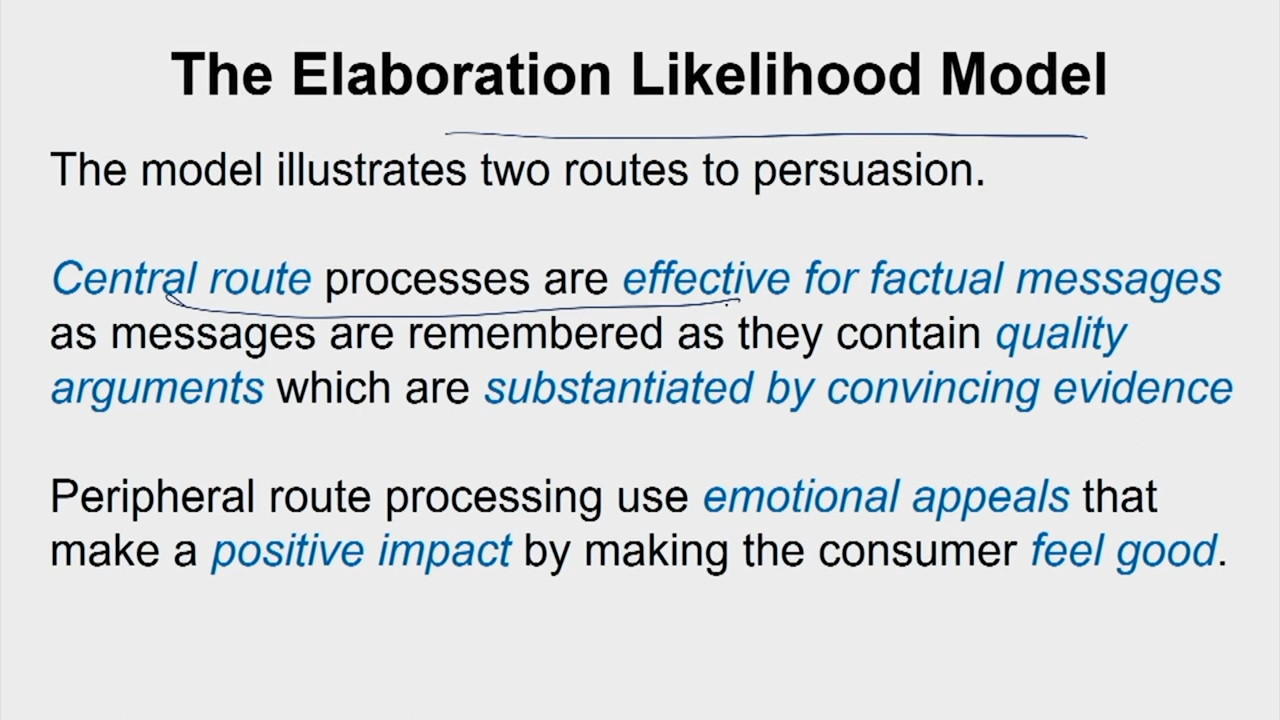 The Elaboration Likelihood Model
The model illustrates two routes to persuasion.
Central route processes are effective for factual messages
as messages are remembered as they contain quality
arguments which are substantiated by convincing evidence
Peripheral route processing use emotional appeals that
make a positive impact by making the consumer feel good.